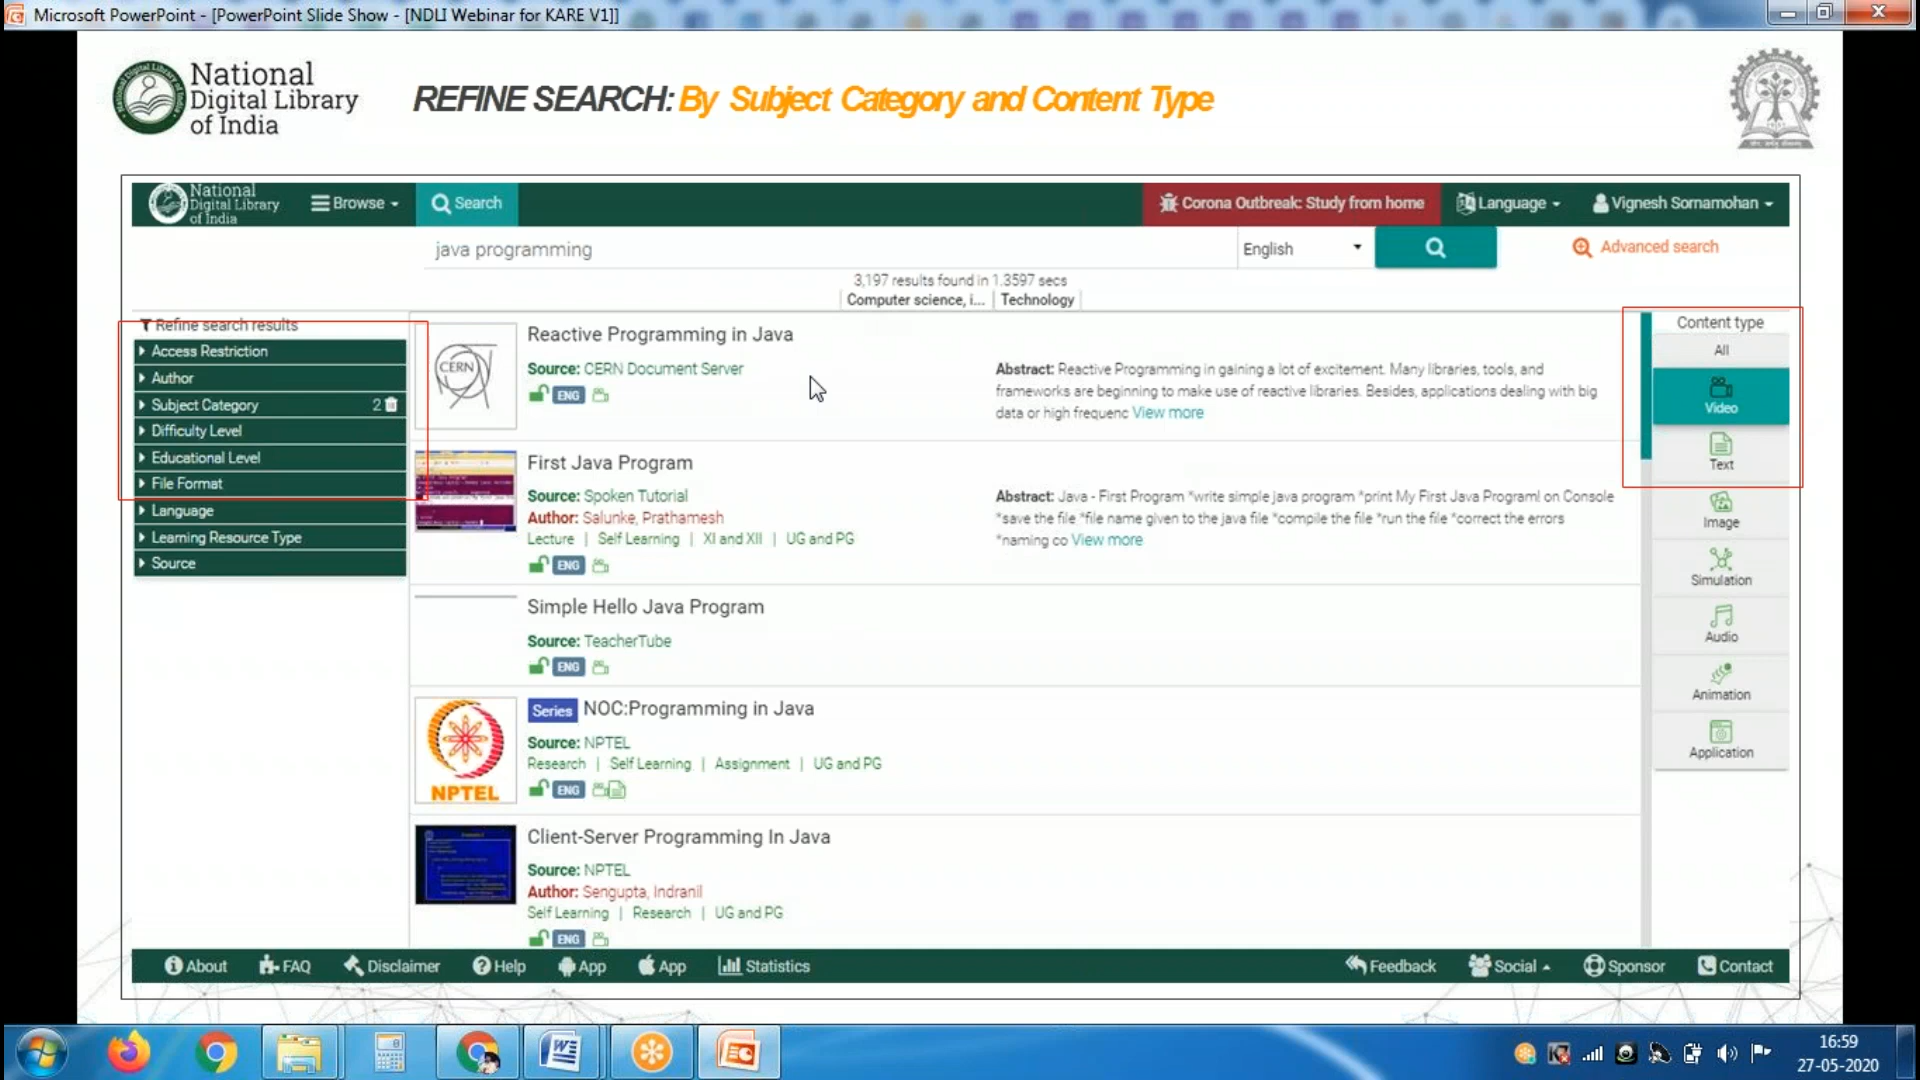 Microsoft PowerPoint - [PowerPoint Slide Show - [NDLI Webinar for KARE V1]]
National
Digital Library
of India
REFINE SEARCH: By Subject Category and Content Type
National
Digital Library
of India
Browse
Search
Corona Outbreak: Study from home
Language
Vignesh Sornamohan
java programming
English
Advanced search
3,197 results found in 1.3597 secs
Computer science, i... Technology
Refine search results
Access Restriction
Author
Subject Category 2
Difficulty Level
Educational Level
File Format
Language
Learning Resource Type
Source
CERN
Reactive Programming in Java
Source: CERN Document Server
ENG
Abstract: Reactive Programming in gaining a lot of excitement. Many libraries, tools, and
frameworks are beginning to make use of reactive libraries. Besides, applications dealing with big
data or high frequenc View more
First Java Program
Source: Spoken Tutorial
Author: Salunke, Prathamesh
Lecture | Self Learning | XI and XII | UG and PG
ENG
Abstract: Java - First Program *write simple java program *print My First Java Program! on Console
*save the file *file name given to the java file *compile the file *run the file *correct the errors
*naming co View more
Simple Hello Java Program
Source: TeacherTube
ENG
NPTEL
Series NOC:Programming in Java
Source: NPTEL
Research | Self Learning | Assignment | UG and PG
ENG
Client-Server Programming In Java
Source: NPTEL
Author: Sengupta, Indranil
Self Learning | Research | UG and PG
ENG
Content type
All
Video
Text
Image
Simulation
Audio
Animation
Application
About
FAQ
Disclaimer
Help
App
App
Statistics
Feedback
Social
Sponsor
Contact
16:59
27-05-2020